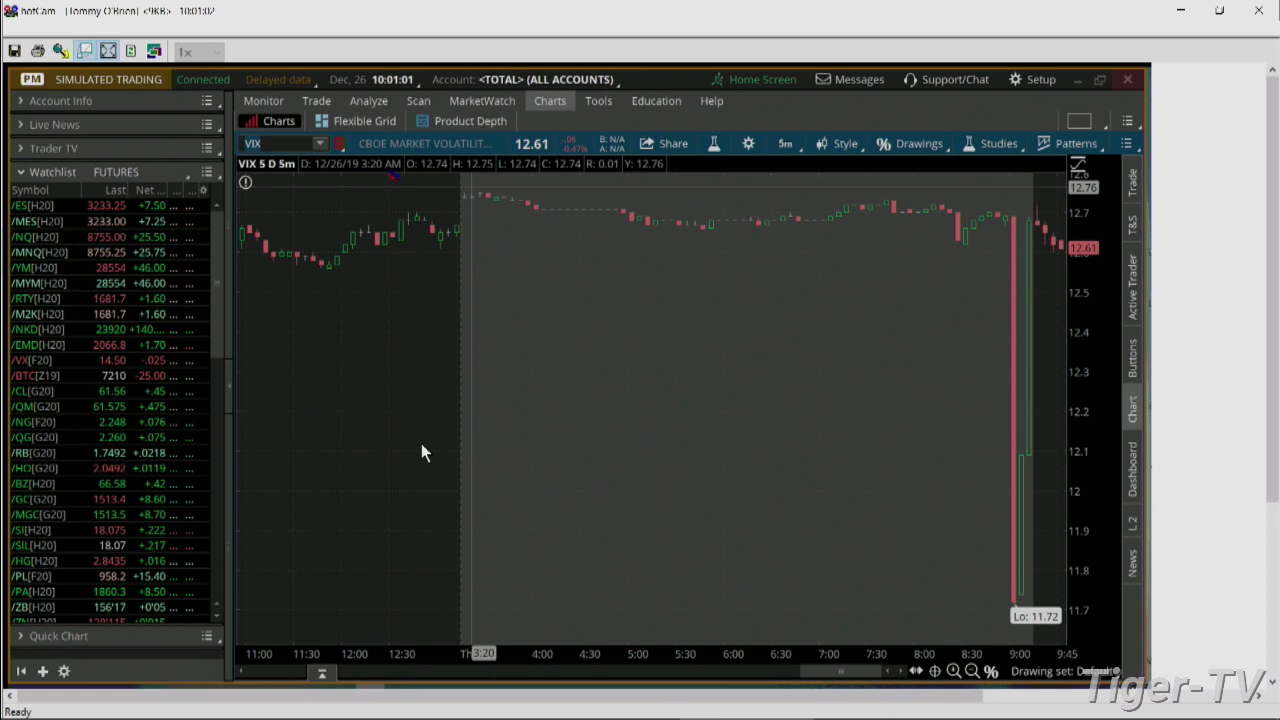 hotCam - [Tommy O'Brien] <9KB> 10:01:02
1x
PM SIMULATED TRADING Connected Delayed data Dec, 26 10:01:01 Account: <TOTAL> (ALL ACCOUNTS) Home Screen Messages Support/Chat Setup
Account Info
Live News
Trader TV
Watchlist FUTURES
Symbol Last Net ... ...
/ES[H20] 3233.25 +7.50 ... ...
/MES[H20] 3233.00 +7.25 ... ...
/NQ[H20] 8755.00 +25.50 ... ...
/MNQ[H20] 8755.25 +25.75 ... ...
/YM[H20] 28554 +46.00 ... ...
/MYM[H20] 28554 +46.00 ... ...
/RTY[H20] 1681.7 +1.60 ... ...
/M2K[H20] 1681.7 +1.60 ... ...
/NKD[H20] 23920 +140.... ... ...
/EMD[H20] 2066.8 +1.70 ... ...
/VX[F20] 14.50 -.025 ... ...
/BTC[Z19] 7210 -25.00 ... ...
/CL[G20] 61.56 +.45 ... ...
/QM[G20] 61.575 +.475 ... ...
/NG[F20] 2.248 +.076 ... ...
/QG[G20] 2.260 +.075 ... ...
/RB[G20] 1.7492 +.0218 ... ...
/HO[G20] 2.0492 +.0119 ... ...
/BZ[H20] 66.58 +.42 ... ...
/GC[G20] 1513.4 +8.60 ... ...
/MGC[G20] 1513.5 +8.70 ... ...
/SI[H20] 18.075 +.222 ... ...
/SIL[H20] 18.07 +.217 ... ...
/HG[H20] 2.8435 +.016 ... ...
/PL[F20] 958.2 +15.40 ... ...
/PA[H20] 1860.3 +8.50 ... ...
/ZB[H20] 156'17 +0'05 ... ...
Quick Chart
Monitor Trade Analyze Scan MarketWatch Charts Tools Education Help
Charts Flexible Grid Product Depth
VIX CBOE MARKET VOLATILIT... 12.61 -.06 -0.47% B: N/A A: N/A Share 5m Style Drawings Studies Patterns
VIX 5 D 5m D: 12/26/19 3:20 AM O: 12.74 H: 12.75 L: 12.74 C: 12.74 R: 0.01 Y: 12.76
12.8
12.76
12.7
12.61
12.5
12.4
12.3
12.2
12.1
12
11.9
11.8
11.7
Lo: 11.72
11:00 11:30 12:00 12:30 Th 3:20 4:00 4:30 5:00 5:30 6:00 6:30 7:00 7:30 8:00 8:30 9:00 9:45
Drawing set: Default
Trade
T&S
Active Trader
Buttons
Chart
Dashboard
L 2
News
Tiger-TV
Ready